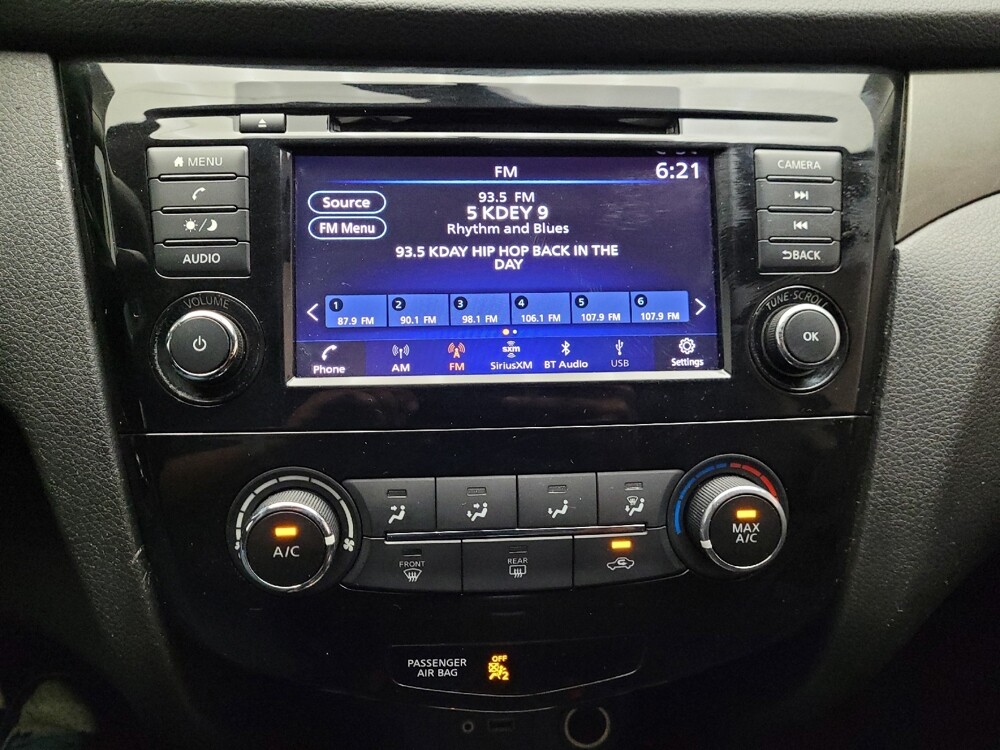 MENU
AUDIO
VOLUME
FM
6:21
Source
FM Menu
93.5 FM
5 KDEY 9
Rhythm and Blues
93.5 KDAY HIP HOP BACK IN THE
DAY
1 2 3 4 5 6
87.9 FM 90.1 FM 98.1 FM 106.1 FM 107.9 FM 107.9 FM
Phone AM FM SiriusXM BT Audio USB Settings
sxm
CAMERA
BACK
TUNE·SCROLL
OK
A/C
FRONT
REAR
MAX
A/C
PASSENGER
AIR BAG
OFF
2